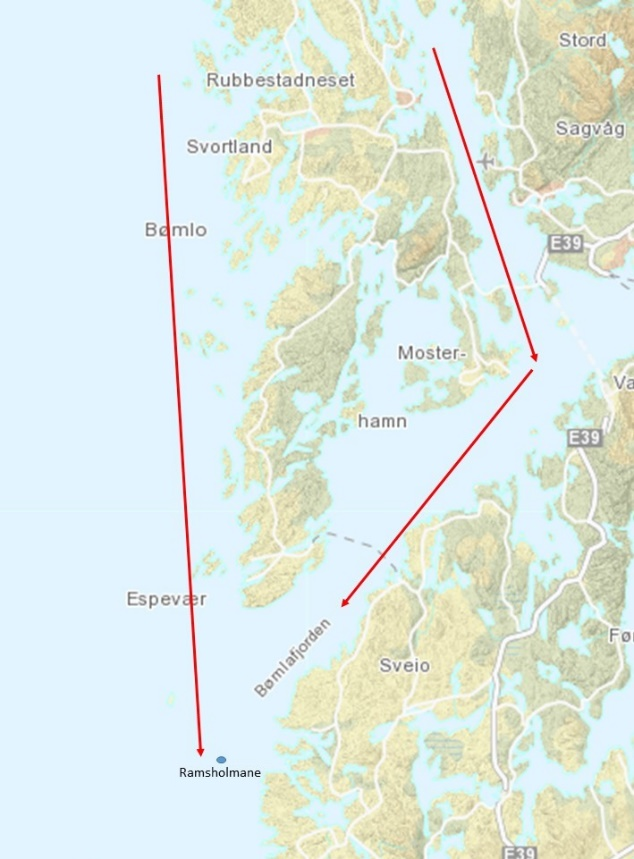 Stord
Rubbestadneset
Sagvåg
Svortland
Bømlo
E39
Moster-
Va
hamn
E39
Espevær
Bømlafjorden
Fø
Sveio
Ramsholmane
E39